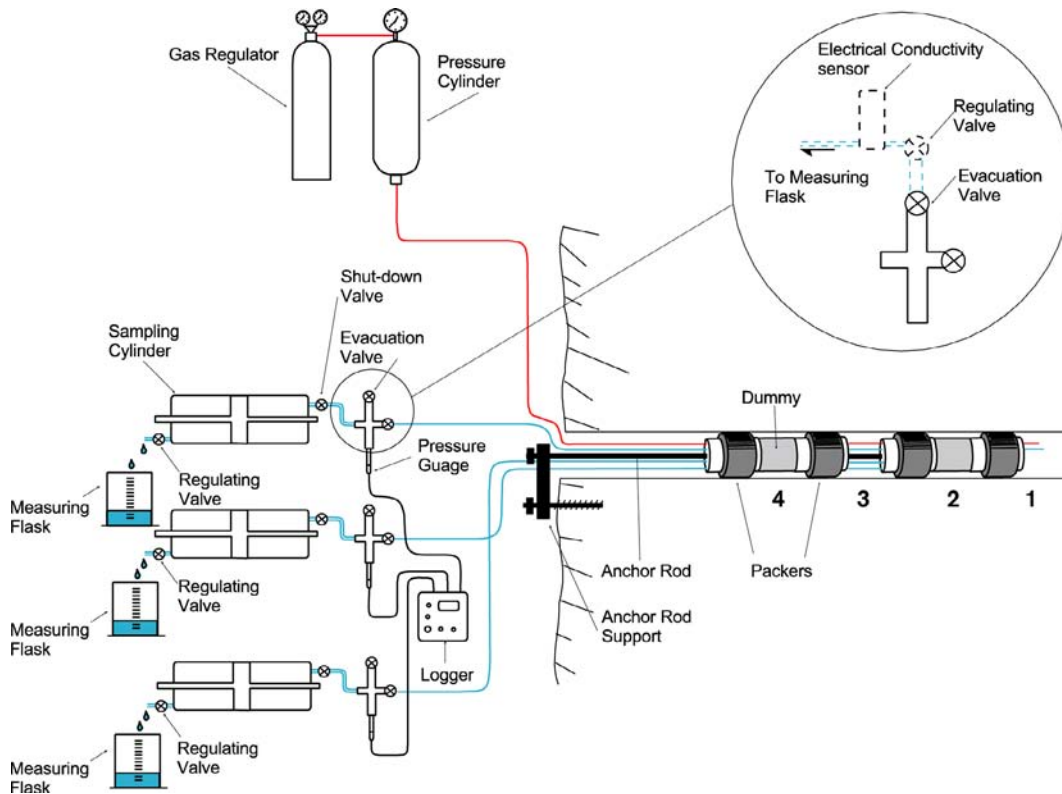 Gas Regulator
Pressure
Cylinder
Electrical Conductivity
sensor
Regulating
Valve
To Measuring
Flask
Evacuation
Valve
Shut-down
Valve
Sampling
Cylinder
Evacuation
Valve
Dummy
Pressure
Guage
Regulating
Valve
Measuring
Flask
4
3
2
1
Anchor Rod
Packers
Regulating
Valve
Anchor Rod
Support
Measuring
Flask
Logger
Regulating
Valve
Measuring
Flask